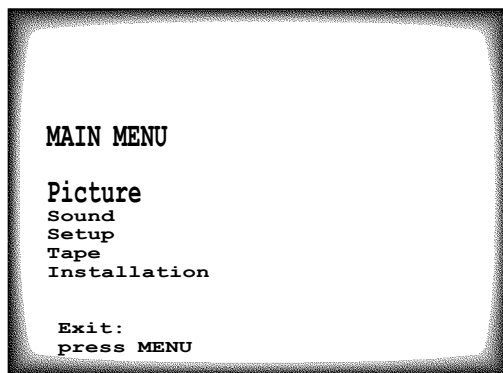 MAIN MENU
Picture
Sound
Setup
Tape
Installation
Exit:
press MENU